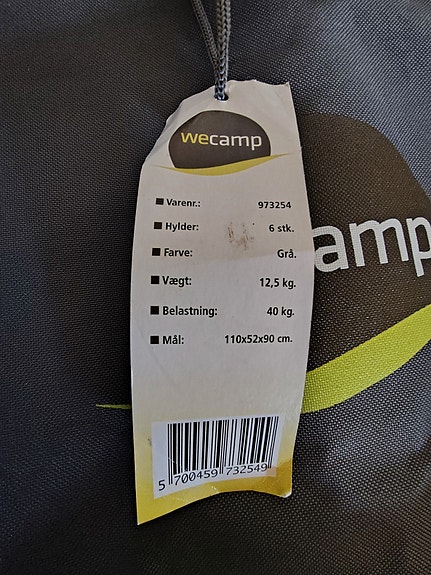 wecamp
Varenr.: 973254
Hylder: 6 stk.
Farve: Grå.
Vægt: 12,5 kg.
Belastning: 40 kg.
Mål: 110x52x90 cm.
5 700459 732549
amp